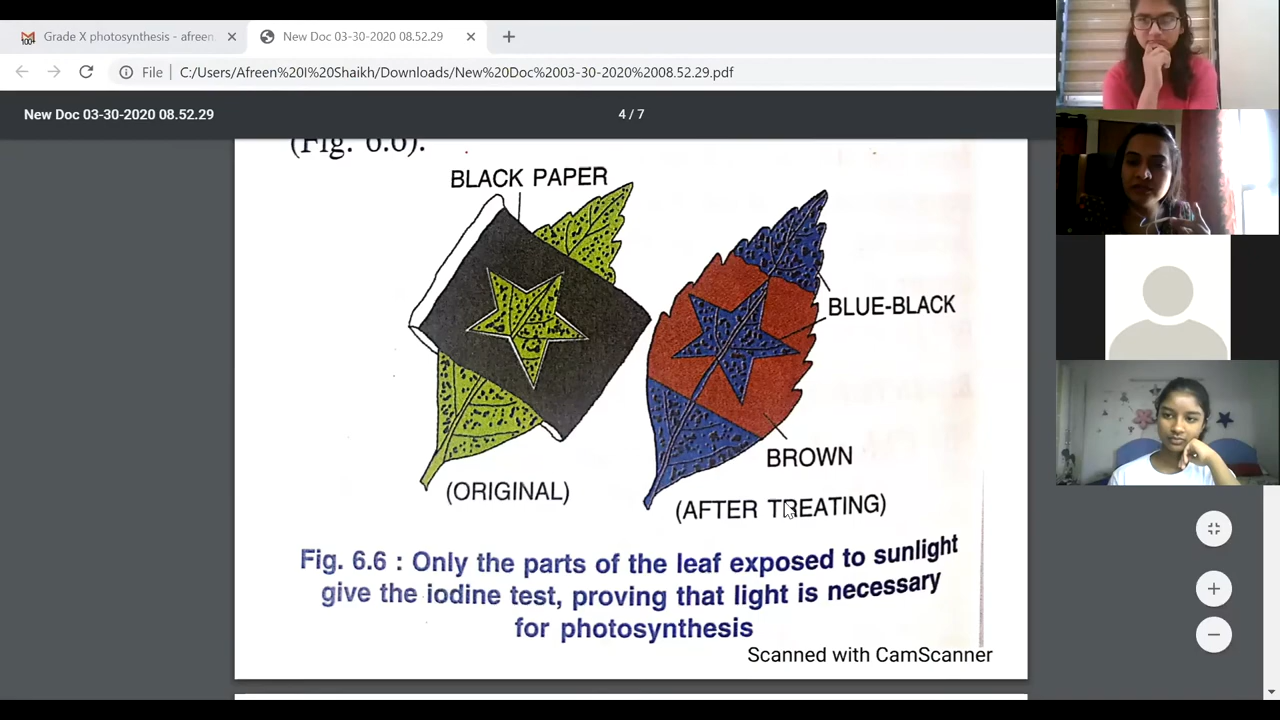 Grade X photosynthesis - afreen
New Doc 03-30-2020 08.52.29
File
C:/Users/Afreen%20I%20Shaikh/Downloads/New%20Doc%2003-30-2020%2008.52.29.pdf
New Doc 03-30-2020 08.52.29
4 / 7
(Fig. 6.6).
BLACK PAPER
BLUE-BLACK
BROWN
(ORIGINAL)
(AFTER TREATING)
Fig. 6.6 : Only the parts of the leaf exposed to sunlight
give the iodine test, proving that light is necessary
for photosynthesis
Scanned with CamScanner